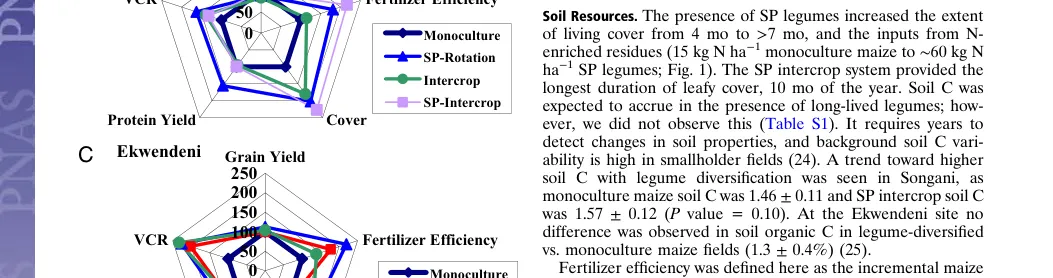 VCR
Fertilizer Efficiency
50
0
Monoculture
SP-Rotation
Intercrop
SP-Intercrop
Protein Yield
Cover
C Ekwendeni
Grain Yield
250
200
150
100
VCR
Fertilizer Efficiency
50
0
Monoculture
PNAS
PNAS
Soil Resources. The presence of SP legumes increased the extent
of living cover from 4 mo to >7 mo, and the inputs from N-
enriched residues (15 kg N ha⁻¹ monoculture maize to ~60 kg N
ha⁻¹ SP legumes; Fig. 1). The SP intercrop system provided the
longest duration of leafy cover, 10 mo of the year. Soil C was
expected to accrue in the presence of long-lived legumes; how-
ever, we did not observe this (Table S1). It requires years to
detect changes in soil properties, and background soil C vari-
ability is high in smallholder fields (24). A trend toward higher
soil C with legume diversification was seen in Songani, as
monoculture maize soil C was 1.46 ± 0.11 and SP intercrop soil C
was 1.57 ± 0.12 (P value = 0.10). At the Ekwendeni site no
difference was observed in soil organic C in legume-diversified
vs. monoculture maize fields (1.3 ± 0.4%) (25).
Fertilizer efficiency was defined here as the incremental maize